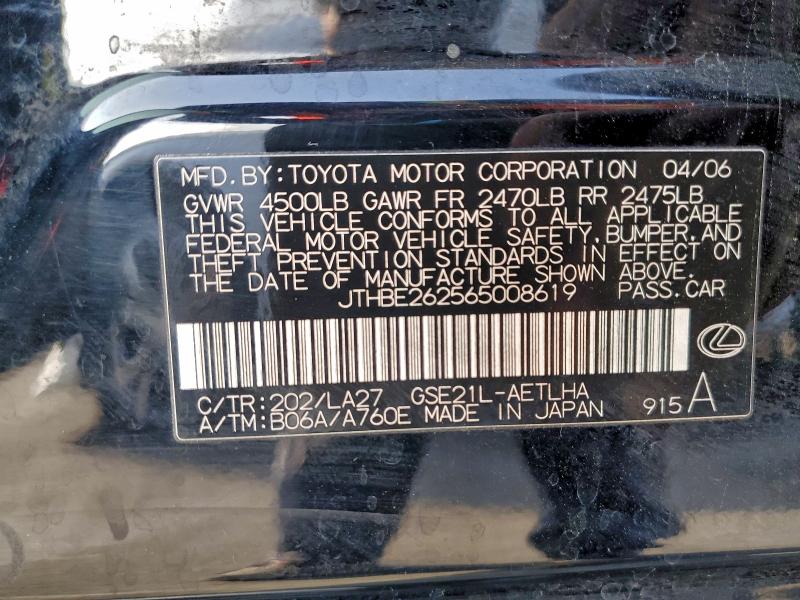 MFD. BY: TOYOTA MOTOR CORPORATION 04/06
GVWR 4500LB GAWR FR 2470LB RR 2475LB
THIS VEHICLE CONFORMS TO ALL APPLICABLE
FEDERAL MOTOR VEHICLE SAFETY, BUMPER, AND
THEFT PREVENTION STANDARDS IN EFFECT ON
THE DATE OF MANUFACTURE SHOWN ABOVE.
JTHBE262565008619 PASS. CAR
C/TR: 202/LA27 GSE21L-AETLHA
A/TM: B06A/A760E MADE IN JAPAN 915 A